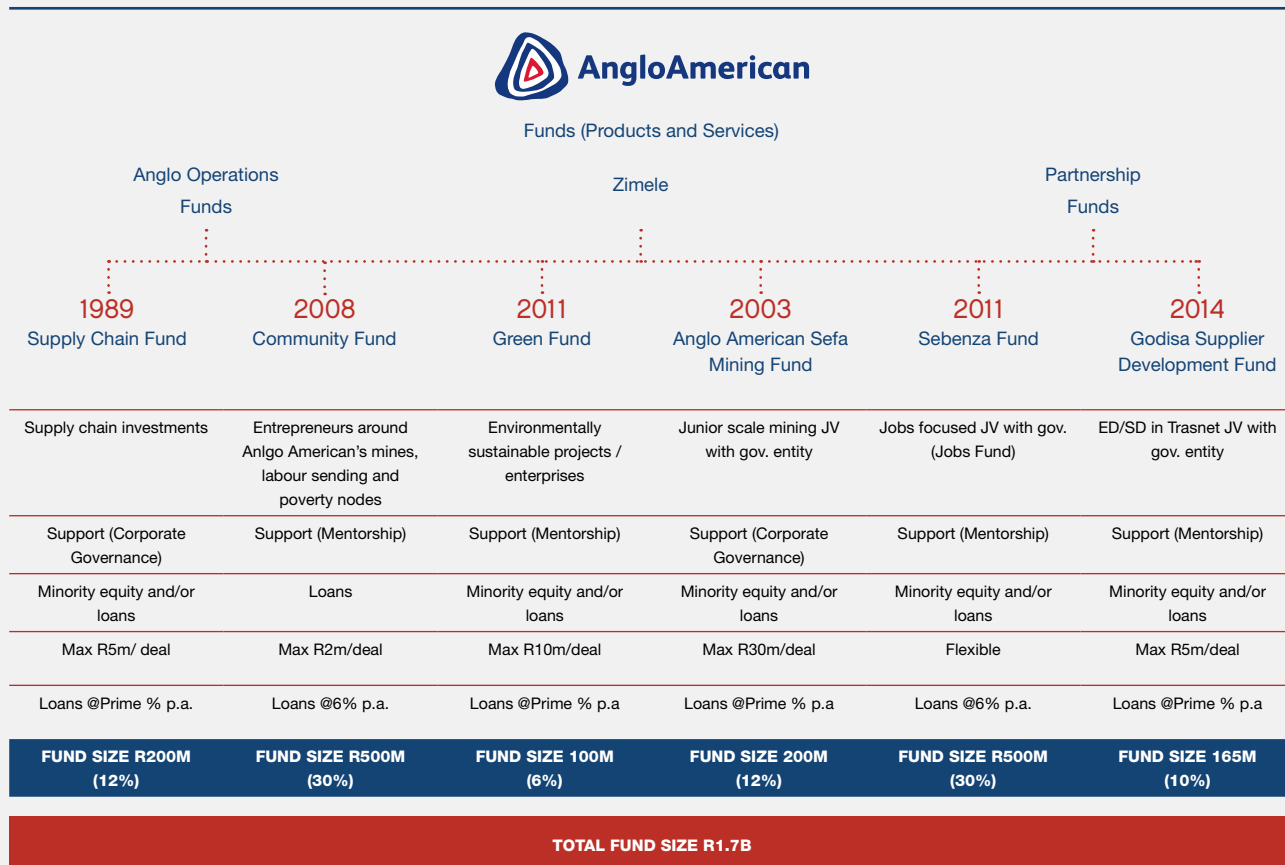 AngloAmerican
Funds (Products and Services)
Anglo Operations
Funds
Zimele
Partnership
Funds
1989
Supply Chain Fund
2008
Community Fund
2011
Green Fund
2003
Anglo American Sefa
Mining Fund
2011
Sebenza Fund
2014
Godisa Supplier
Development Fund
Supply chain investments
Entrepreneurs around
Anlgo American's mines,
labour sending and
poverty nodes
Environmentally
sustainable projects /
enterprises
Junior scale mining JV
with gov. entity
Jobs focused JV with gov.
(Jobs Fund)
ED/SD in Trasnet JV with
gov. entity
Support (Corporate
Governance)
Support (Mentorship)
Support (Mentorship)
Support (Corporate
Governance)
Support (Mentorship)
Support (Mentorship)
Minority equity and/or
loans
Loans
Minority equity and/or
loans
Minority equity and/or
loans
Minority equity and/or
loans
Minority equity and/or
loans
Max R5m/ deal
Max R2m/deal
Max R10m/deal
Max R30m/deal
Flexible
Max R5m/deal
Loans @Prime % p.a.
Loans @6% p.a.
Loans @Prime % p.a
Loans @Prime % p.a
Loans @6% p.a.
Loans @Prime % p.a
FUND SIZE R200M
(12%)
FUND SIZE R500M
(30%)
FUND SIZE 100M
(6%)
FUND SIZE 200M
(12%)
FUND SIZE R500M
(30%)
FUND SIZE 165M
(10%)
TOTAL FUND SIZE R1.7B